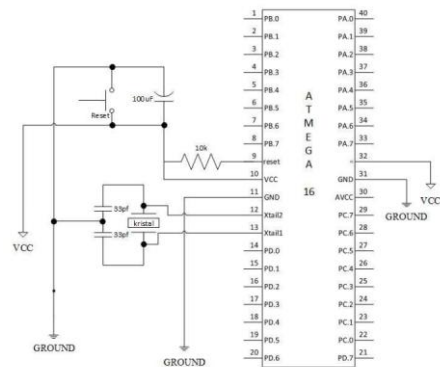 1 PB.0 PA.0 40
2 PB.1 PA.1 39
3 PB.2 PA.2 38
4 PB.3 PA.3 37
5 PB.4 PA.4 36
6 PB.5 PA.5 35
7 PB.6 PA.6 34
8 PB.7 PA.7 33
9 reset - 32
10 VCC GND 31
11 GND AVCC 30
12 Xtail2 PC.7 29
13 Xtail1 PC.6 28
14 PD.0 PC.5 27
15 PD.1 PC.4 26
16 PD.2 PC.3 25
17 PD.3 PC.2 24
18 PD.4 PC.1 23
19 PD.5 PC.0 22
20 PD.6 PD.7 21
ATMEGA
16
100uF
Reset
10k
33pf
kristal
33pf
VCC
GROUND
GROUND
GROUND
VCC